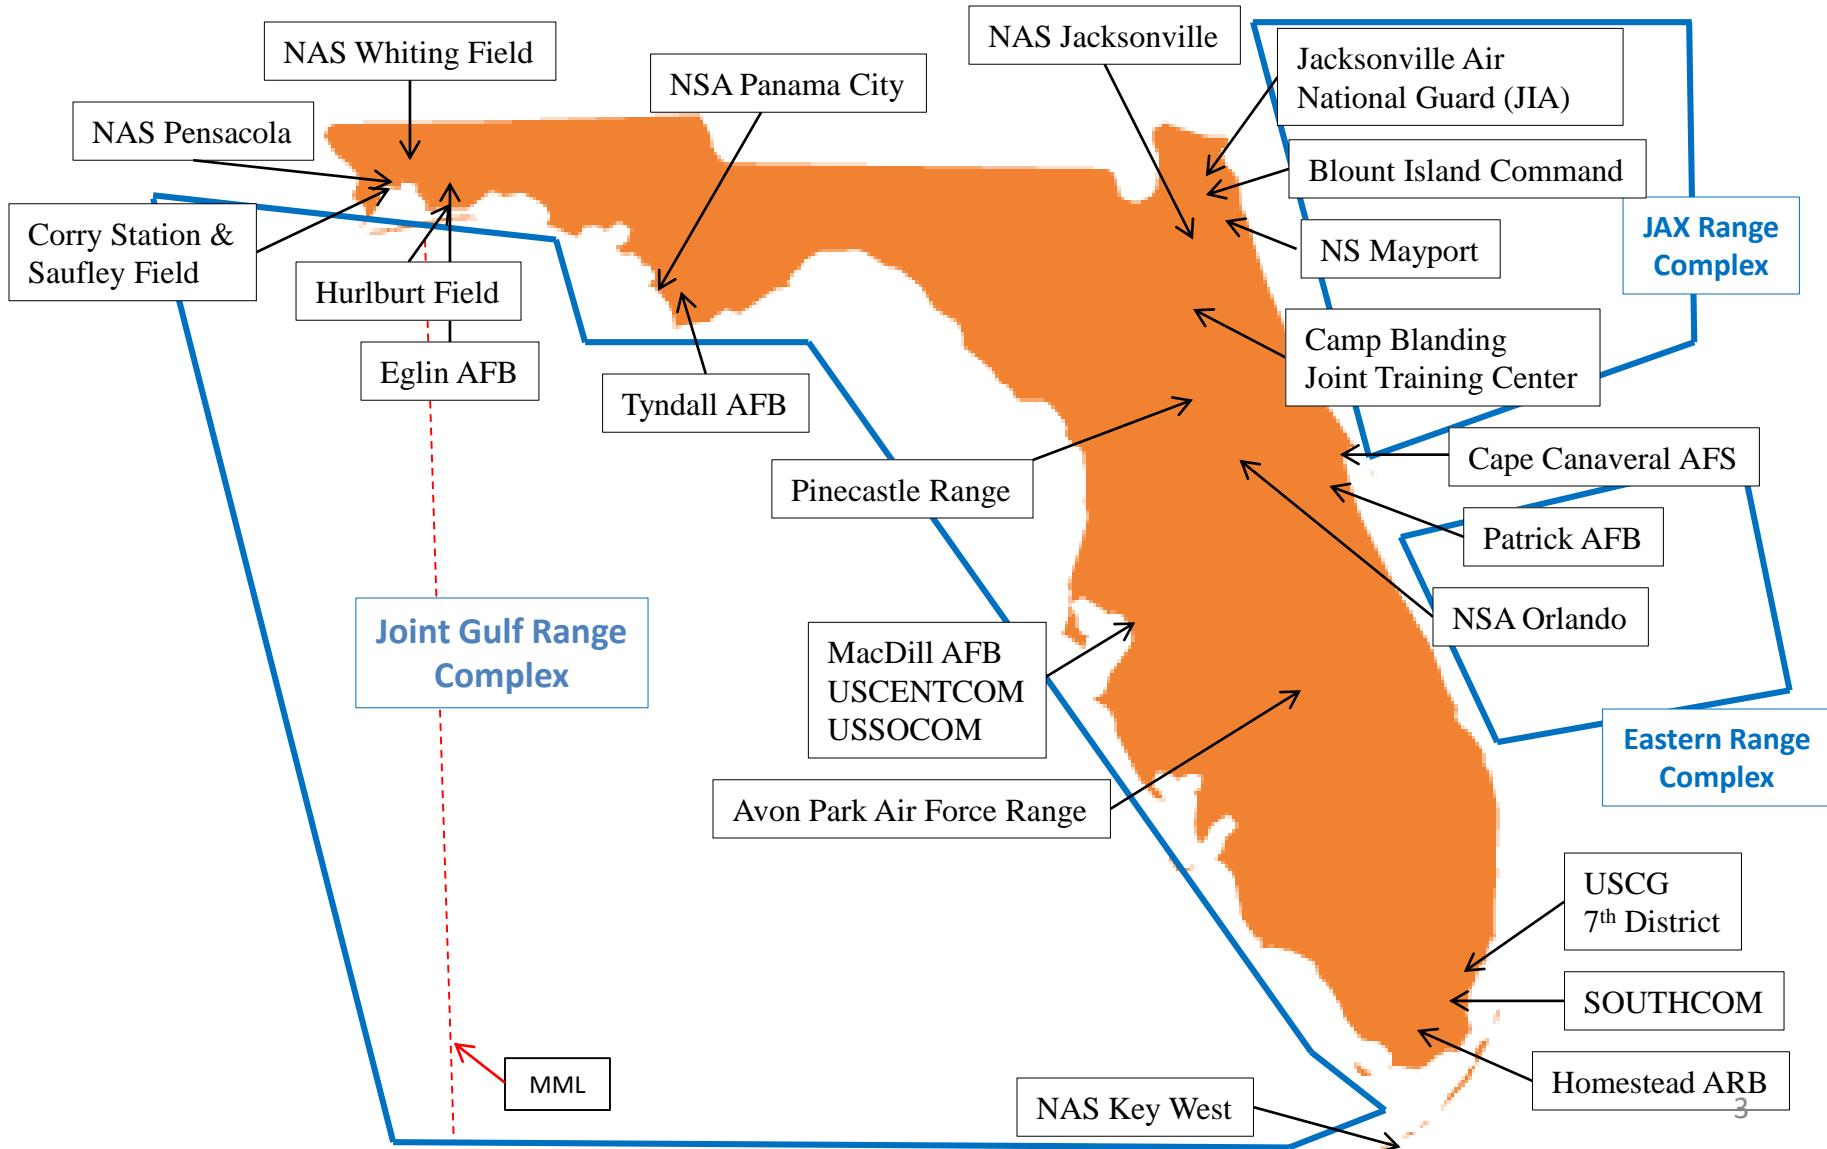 NAS Whiting Field
NAS Jacksonville
Jacksonville Air
National Guard (JIA)
NSA Panama City
NAS Pensacola
Blount Island Command
Corry Station &
Saufley Field
JAX Range
Complex
NS Mayport
Hurlburt Field
Camp Blanding
Joint Training Center
Eglin AFB
Tyndall AFB
Cape Canaveral AFS
Pinecastle Range
Patrick AFB
Joint Gulf Range
Complex
NSA Orlando
MacDill AFB
USCENTCOM
USSOCOM
Eastern Range
Complex
Avon Park Air Force Range
USCG
7th District
SOUTHCOM
MML
Homestead ARB
NAS Key West
3